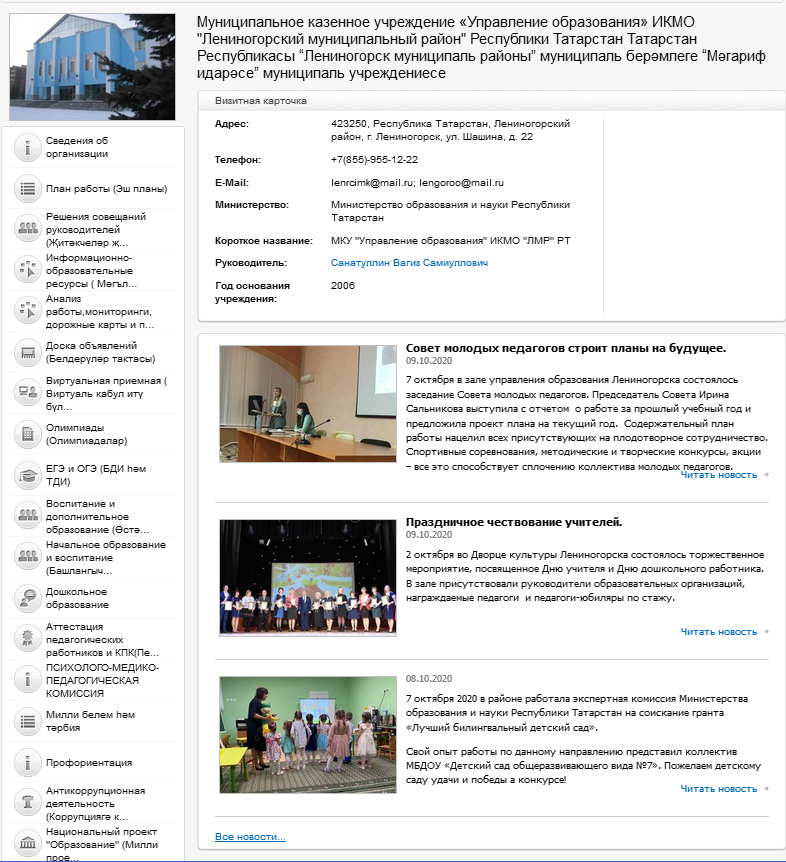 Муниципальное казенное учреждение «Управление образования» ИКМО
"Лениногорский муниципальный район" Республики Татарстан Татарстан
Республикасы “Лениногорск муниципаль районы” муниципаль берәмлеге “Мәгариф
идарәсе” муниципаль учреждениесе
Визитная карточка
Адрес: 423250, Республика Татарстан, Лениногорский
район, г. Лениногорск, ул. Шашина, д. 22
Телефон: +7(855)-955-12-22
E-Mail: lenrcimk@mail.ru; lengoroo@mail.ru
Министерство: Министерство образования и науки Республики
Татарстан
Короткое название: МКУ "Управление образования" ИКМО "ЛМР" РТ
Руководитель: Санатуллин Вагиз Самиуллович
Год основания
учреждения: 2006
Сведения об
организации
План работы (Эш планы)
Решения совещаний
руководителей
(Җитәкчеләр җ...
Информационно-
образовательные
ресурсы ( Мәгъл...
Анализ
работы,мониторинги,
дорожные карты и п...
Доска объявлений
(Белдерүләр тактасы)
Виртуальная приемная (
Виртуаль кабул итү
бүл...
Олимпиады
(Олимпиадалар)
ЕГЭ и ОГЭ (БДИ һәм
ТДИ)
Воспитание и
дополнительное
образование (Өстә...
Начальное образование
и воспитание
(Башлангыч...
Дошкольное
образование
Аттестация
педагогических
работников и КПК(Пе...
ПСИХОЛОГО-МЕДИКО-
ПЕДАГОГИЧЕСКАЯ
КОМИССИЯ
Милли белем һәм
тәрбия
Профориентация
Антикоррупционная
деятельность
(Коррупциягә к...
Национальный проект
"Образование" (Милли
прое...
Совет молодых педагогов строит планы на будущее.
09.10.2020
7 октября в зале управления образования Лениногорска состоялось
заседание Совета молодых педагогов. Председатель Совета Ирина
Сальникова выступила с отчетом о работе за прошлый учебный год и
предложила проект плана на текущий год. Содержательный план
работы нацелил всех присутствующих на плодотворное сотрудничество.
Спортивные соревнования, методические и творческие конкурсы, акции
– все это способствует сплочению коллектива молодых педагогов.
Читать новость
Праздничное чествование учителей.
09.10.2020
2 октября во Дворце культуры Лениногорска состоялось торжественное
мероприятие, посвященное Дню учителя и Дню дошкольного работника.
В зале присутствовали руководители образовательных организаций,
награждаемые педагоги и педагоги-юбиляры по стажу.
Читать новость
08.10.2020
7 октября 2020 в районе работала экспертная комиссия Министерства
образования и науки Республики Татарстан на соискание гранта
«Лучший билингвальный детский сад».
Свой опыт работы по данному направлению представил коллектив
МБДОУ «Детский сад общеразвивающего вида №7». Пожелаем детскому
саду удачи и победы а конкурсе!
Читать новость
Все новости...